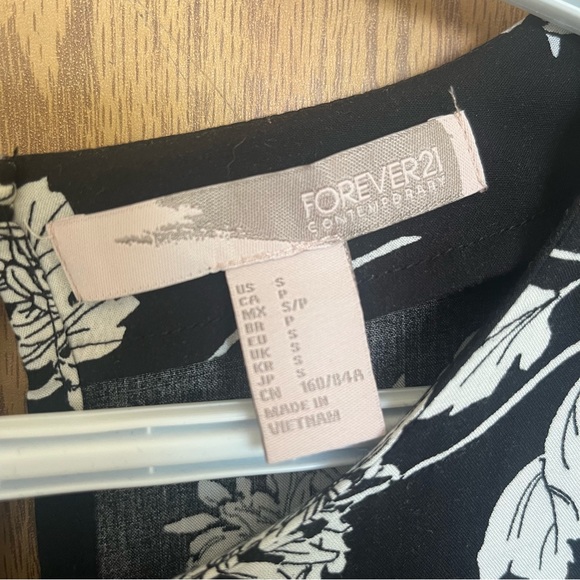 FOREVER21
CONTEMPORARY
US S
CA P
MX S/P
BR P
EU S
UK S
KR S
JP S
CN 160/84A
MADE IN
VIETNAM